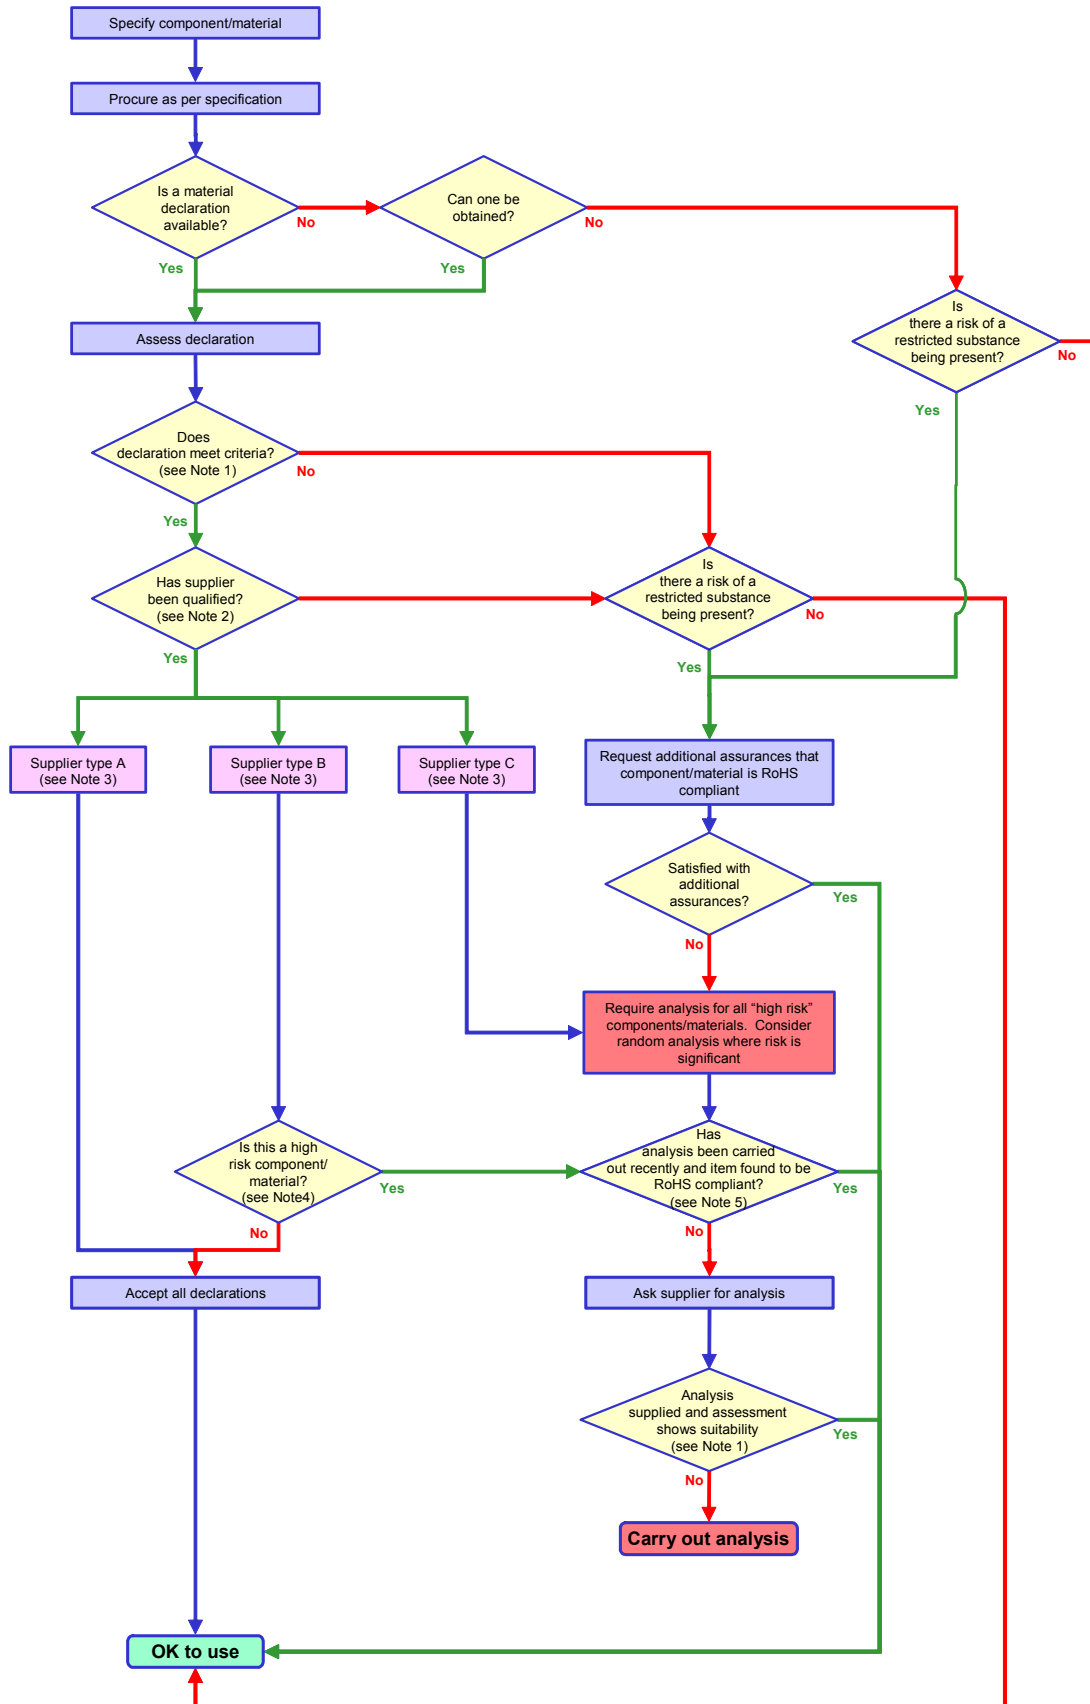 Specify component/material
Procure as per specification
Is a material
declaration
available?
No
Yes
Can one be
obtained?
No
Yes
Is
there a risk of a
restricted substance
being present?
No
Yes
Assess declaration
Does
declaration meet criteria?
(see Note 1)
No
Yes
Has supplier
been qualified?
(see Note 2)
Yes
Is
there a risk of a
restricted substance
being present?
No
Yes
Supplier type A
(see Note 3)
Supplier type B
(see Note 3)
Supplier type C
(see Note 3)
Request additional assurances that
component/material is RoHS
compliant
Satisfied with
additional
assurances?
Yes
No
Require analysis for all “high risk”
components/materials. Consider
random analysis where risk is
significant
Is this a high
risk component/
material?
(see Note4)
Yes
No
Has
analysis been carried
out recently and item found to be
RoHS compliant?
(see Note 5)
Yes
No
Accept all declarations
Ask supplier for analysis
Analysis
supplied and assessment
shows suitability
(see Note 1)
Yes
No
Carry out analysis
OK to use